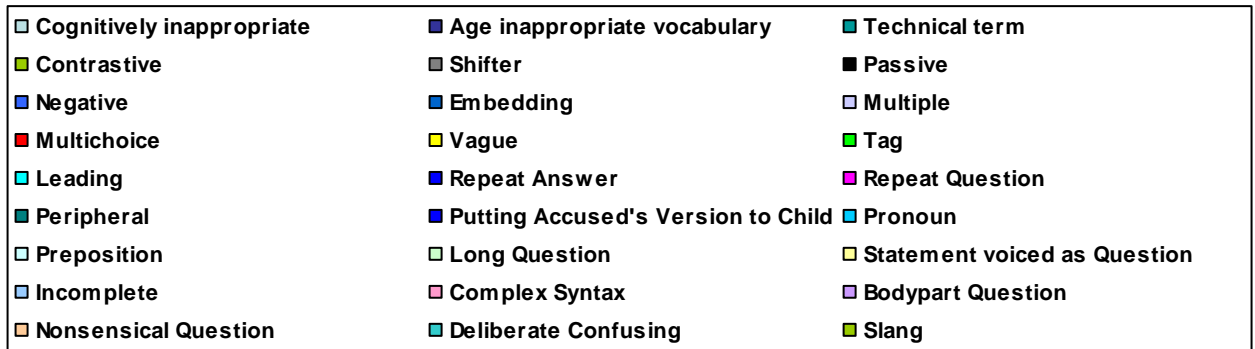 Cognitively inappropriate Age inappropriate vocabulary Technical term
Contrastive Shifter Passive
Negative Embedding Multiple
Multichoice Vague Tag
Leading Repeat Answer Repeat Question
Peripheral Putting Accused's Version to Child Pronoun
Preposition Long Question Statement voiced as Question
Incomplete Complex Syntax Bodypart Question
Nonsensical Question Deliberate Confusing Slang